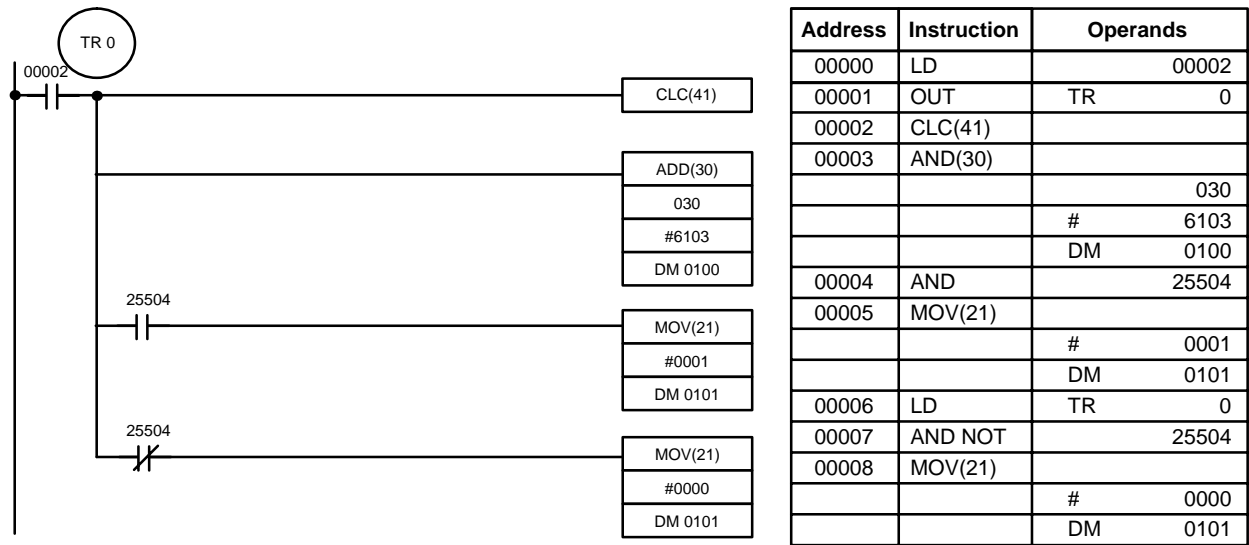 TR 0
00002
CLC(41)
ADD(30)
030
#6103
DM 0100
25504
MOV(21)
#0001
DM 0101
25504
MOV(21)
#0000
DM 0101
Address Instruction Operands
00000 LD 00002
00001 OUT TR 0
00002 CLC(41)
00003 AND(30)
030
# 6103
DM 0100
00004 AND 25504
00005 MOV(21)
# 0001
DM 0101
00006 LD TR 0
00007 AND NOT 25504
00008 MOV(21)
# 0000
DM 0101